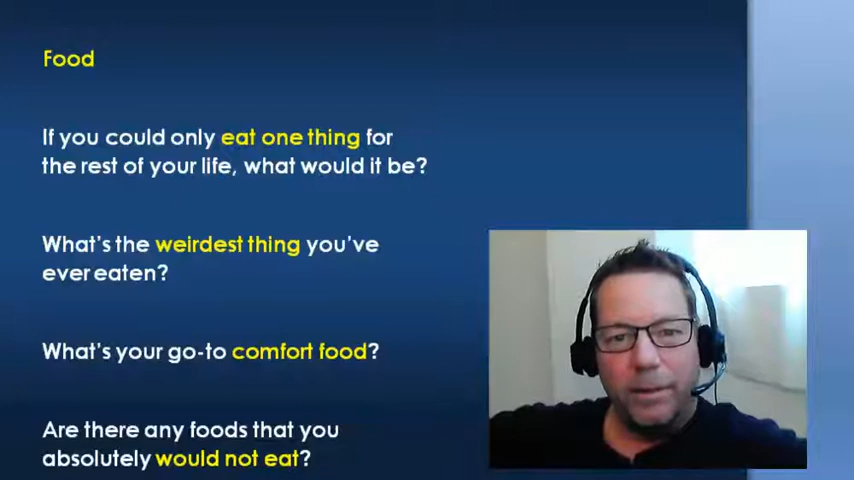 Food
If you could only eat one thing for
the rest of your life, what would it be?
What's the weirdest thing you've
ever eaten?
What's your go-to comfort food?
Are there any foods that you
absolutely would not eat?